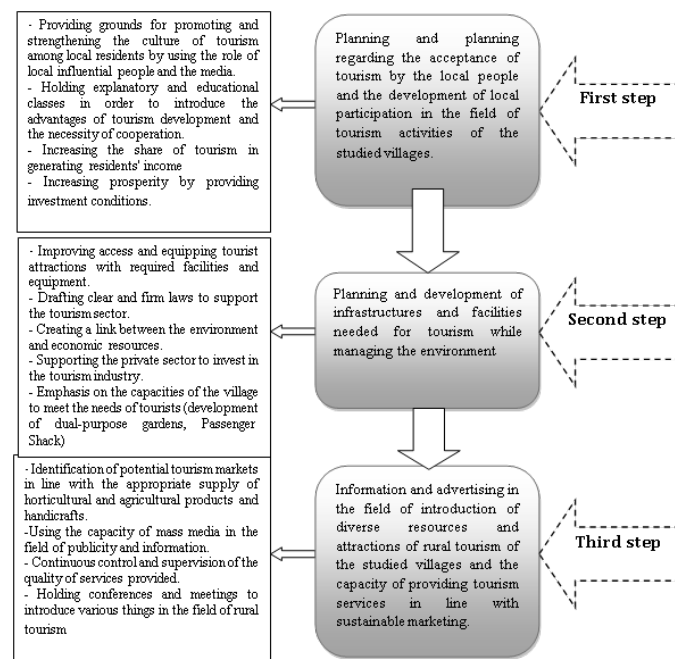 - Providing grounds for promoting and
strengthening the culture of tourism
among local residents by using the role of
local influential people and the media.
- Holding explanatory and educational
classes in order to introduce the
advantages of tourism development and
the necessity of cooperation.
- Increasing the share of tourism in
generating residents' income
- Increasing prosperity by providing
investment conditions.
Planning and planning
regarding the acceptance of
tourism by the local people
and the development of local
participation in the field of
tourism activities of the
studied villages.
First step
- Improving access and equipping tourist
attractions with required facilities and
equipment.
- Drafting clear and firm laws to support
the tourism sector.
- Creating a link between the environment
and economic resources.
- Supporting the private sector to invest in
the tourism industry.
- Emphasis on the capacities of the village
to meet the needs of tourists (development
of dual-purpose gardens, Passenger
Shack)
Planning and development of
infrastructures and facilities
needed for tourism while
managing the environment
Second step
- Identification of potential tourism markets
in line with the appropriate supply of
horticultural and agricultural products and
handicrafts.
-Using the capacity of mass media in the
field of publicity and information.
- Continuous control and supervision of the
quality of services provided.
- Holding conferences and meetings to
introduce various things in the field of rural
tourism
Information and advertising in
the field of introduction of
diverse resources and
attractions of rural tourism of
the studied villages and the
capacity of providing tourism
services in line with
sustainable marketing.
Third step